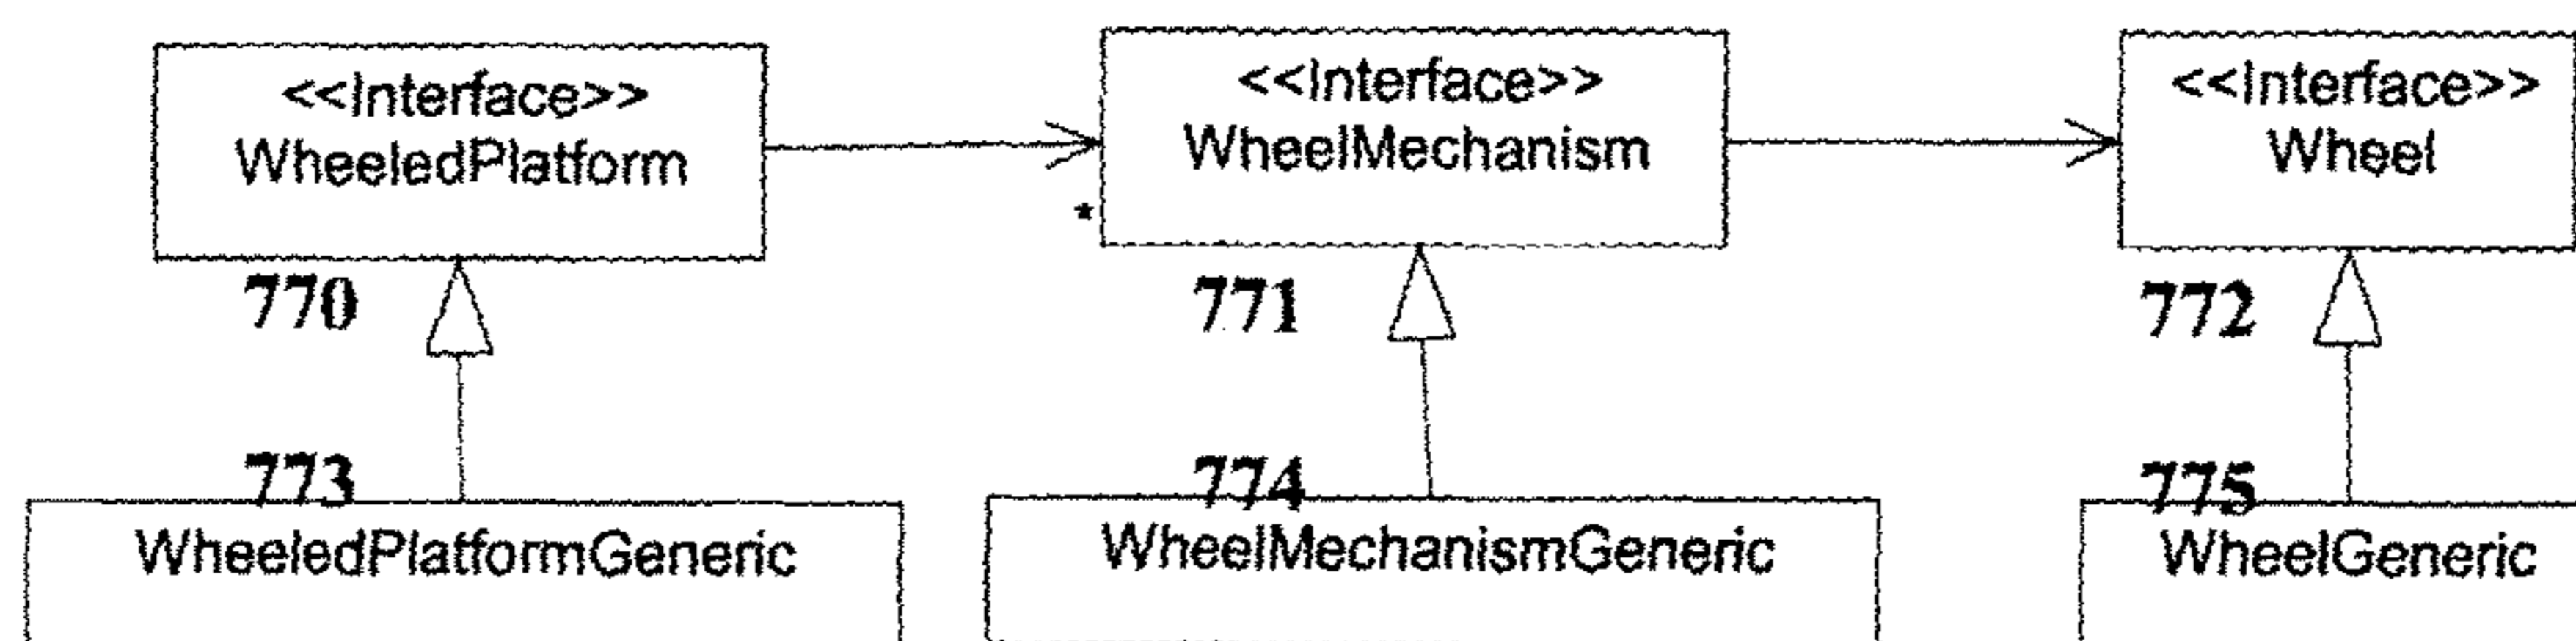 <<Interface>>
WheeledPlatform
<<Interface>>
WheelMechanism
*
<<Interface>>
Wheel
770
771
772
773
WheeledPlatformGeneric
774
WheelMechanismGeneric
775
WheelGeneric